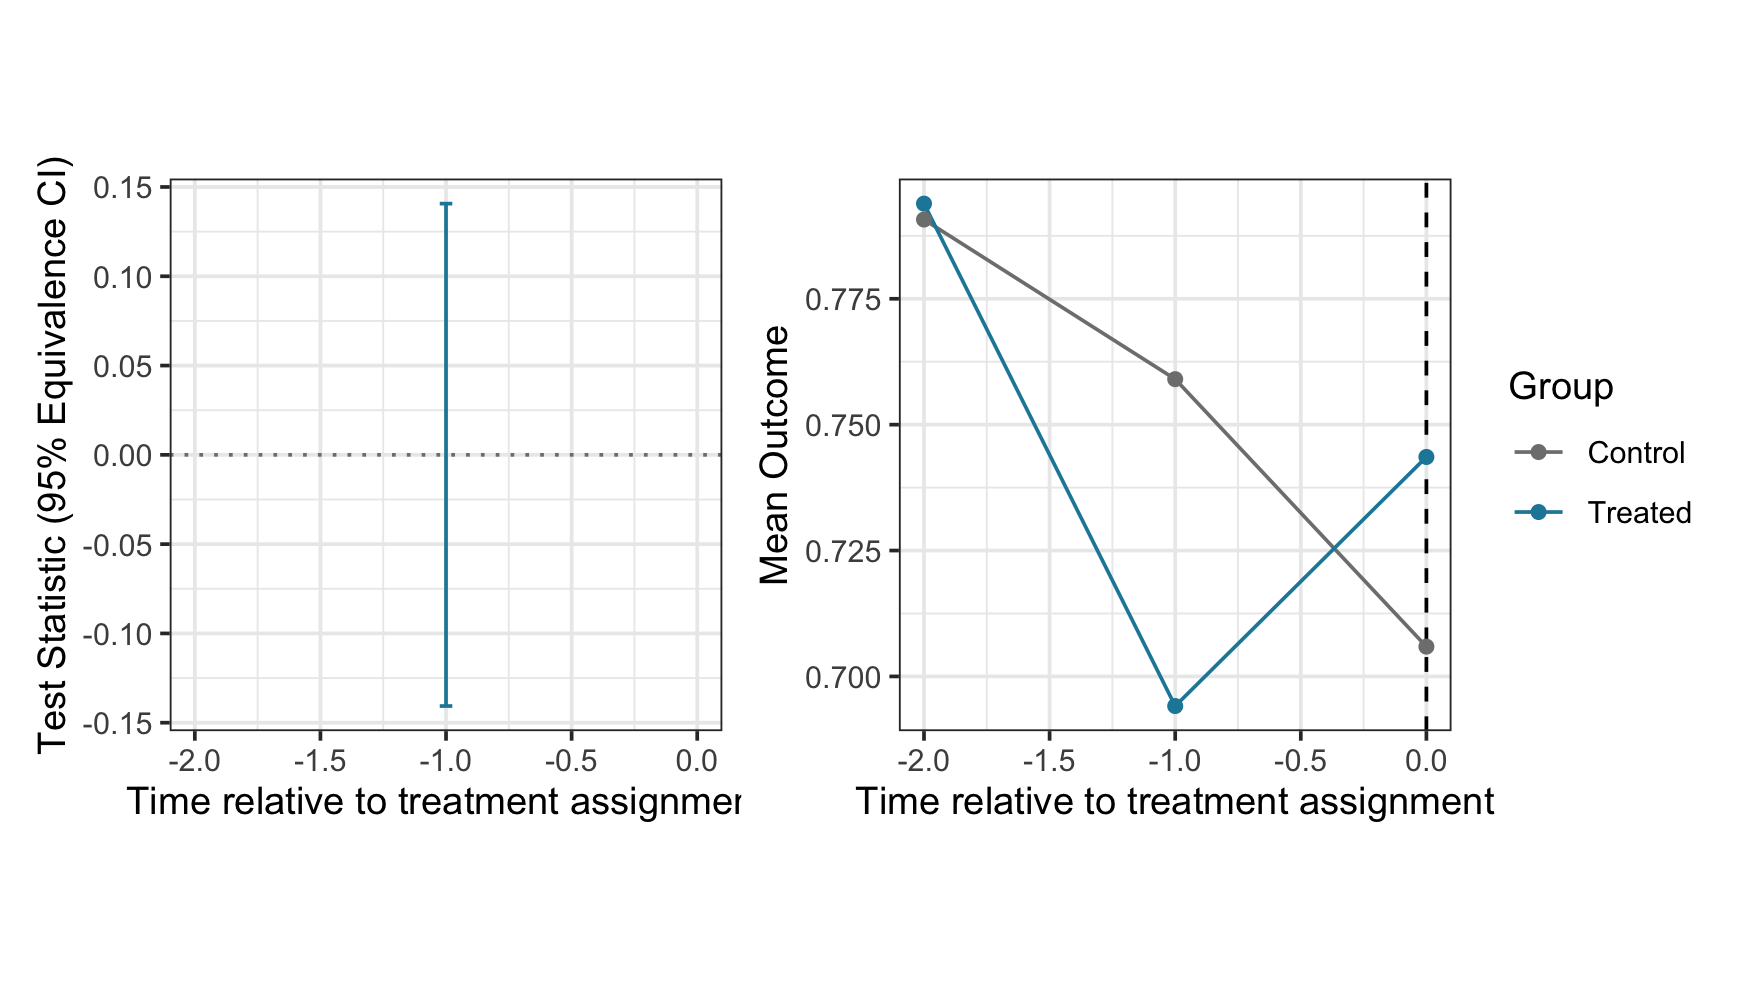 Test Statistic (95% Equivalence CI)
0.15
0.10
0.05
0.00
-0.05
-0.10
-0.15
-2.0 -1.5 -1.0 -0.5 0.0
Time relative to treatment assignmer
Mean Outcome
0.775
0.750
0.725
0.700
-2.0 -1.5 -1.0 -0.5 0.0
Time relative to treatment assignment
Group
Control
Treated